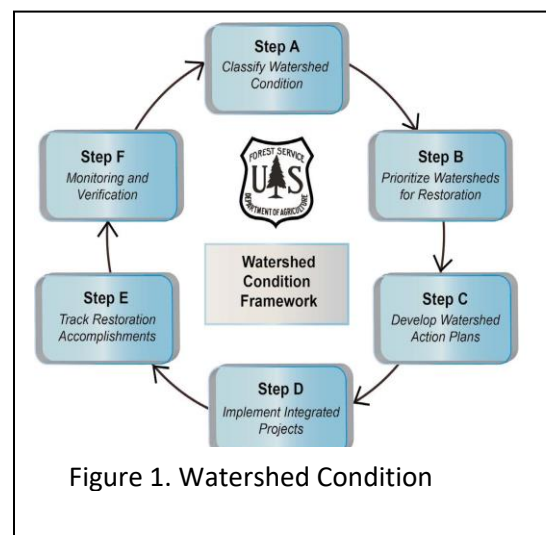 Step A
Classify Watershed
Condition
Step F
Monitoring and
Verification
FOREST SERVICE
U S
DEPARTMENT OF AGRICULTURE
Step B
Prioritize Watersheds
for Restoration
Watershed
Condition
Framework
Step E
Track Restoration
Accomplishments
Step C
Develop Watershed
Action Plans
Step D
Implement Integrated
Projects
Figure 1. Watershed Condition